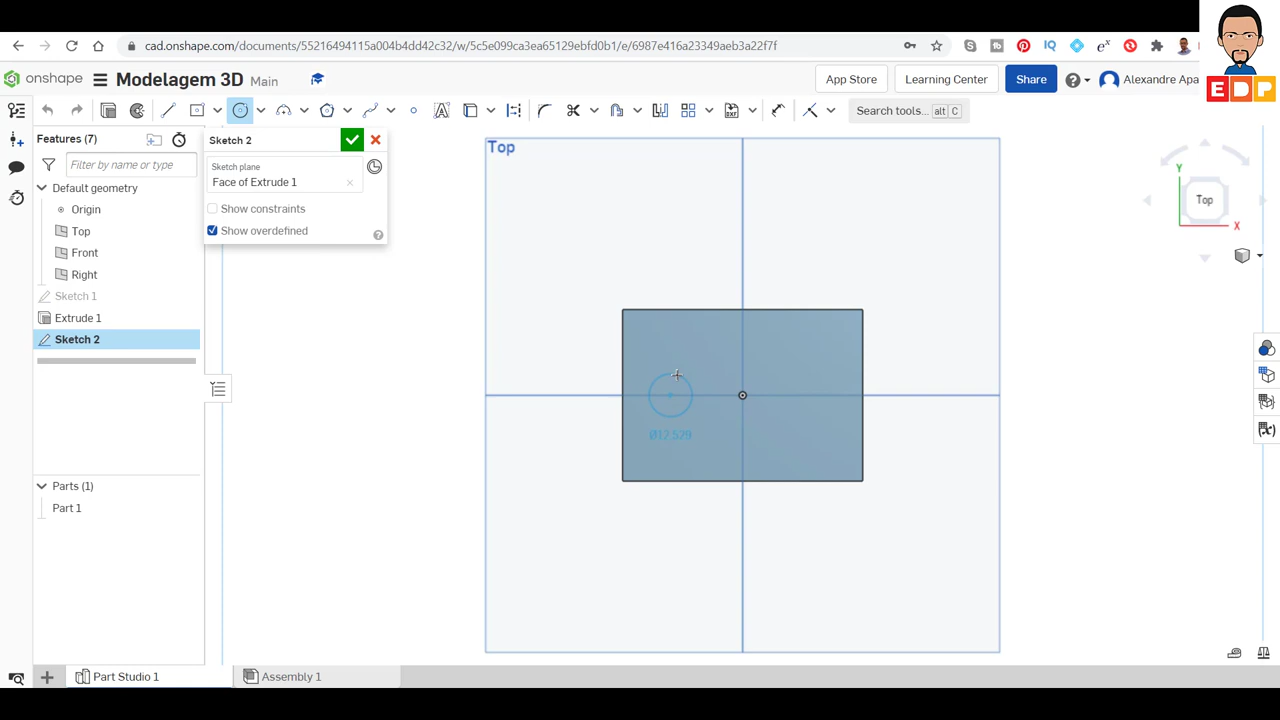 cad.onshape.com/documents/55216494115a004b4dd42c32/w/5c5e099ca3ea65129ebfd0b1/e/6987e416a23349aeb3a22f7f
EDP
onshape
Modelagem 3D
Main
App Store
Learning Center
Share
Alexandre Apa
Search tools...
alt C
Features (7)
Filter by name or type
Default geometry
Origin
Top
Front
Right
Sketch 1
Extrude 1
Sketch 2
Sketch 2
Sketch plane
Face of Extrude 1
Show constraints
Show overdefined
Top
Ø12.529
Y
Top
X
Parts (1)
Part 1
Part Studio 1
Assembly 1